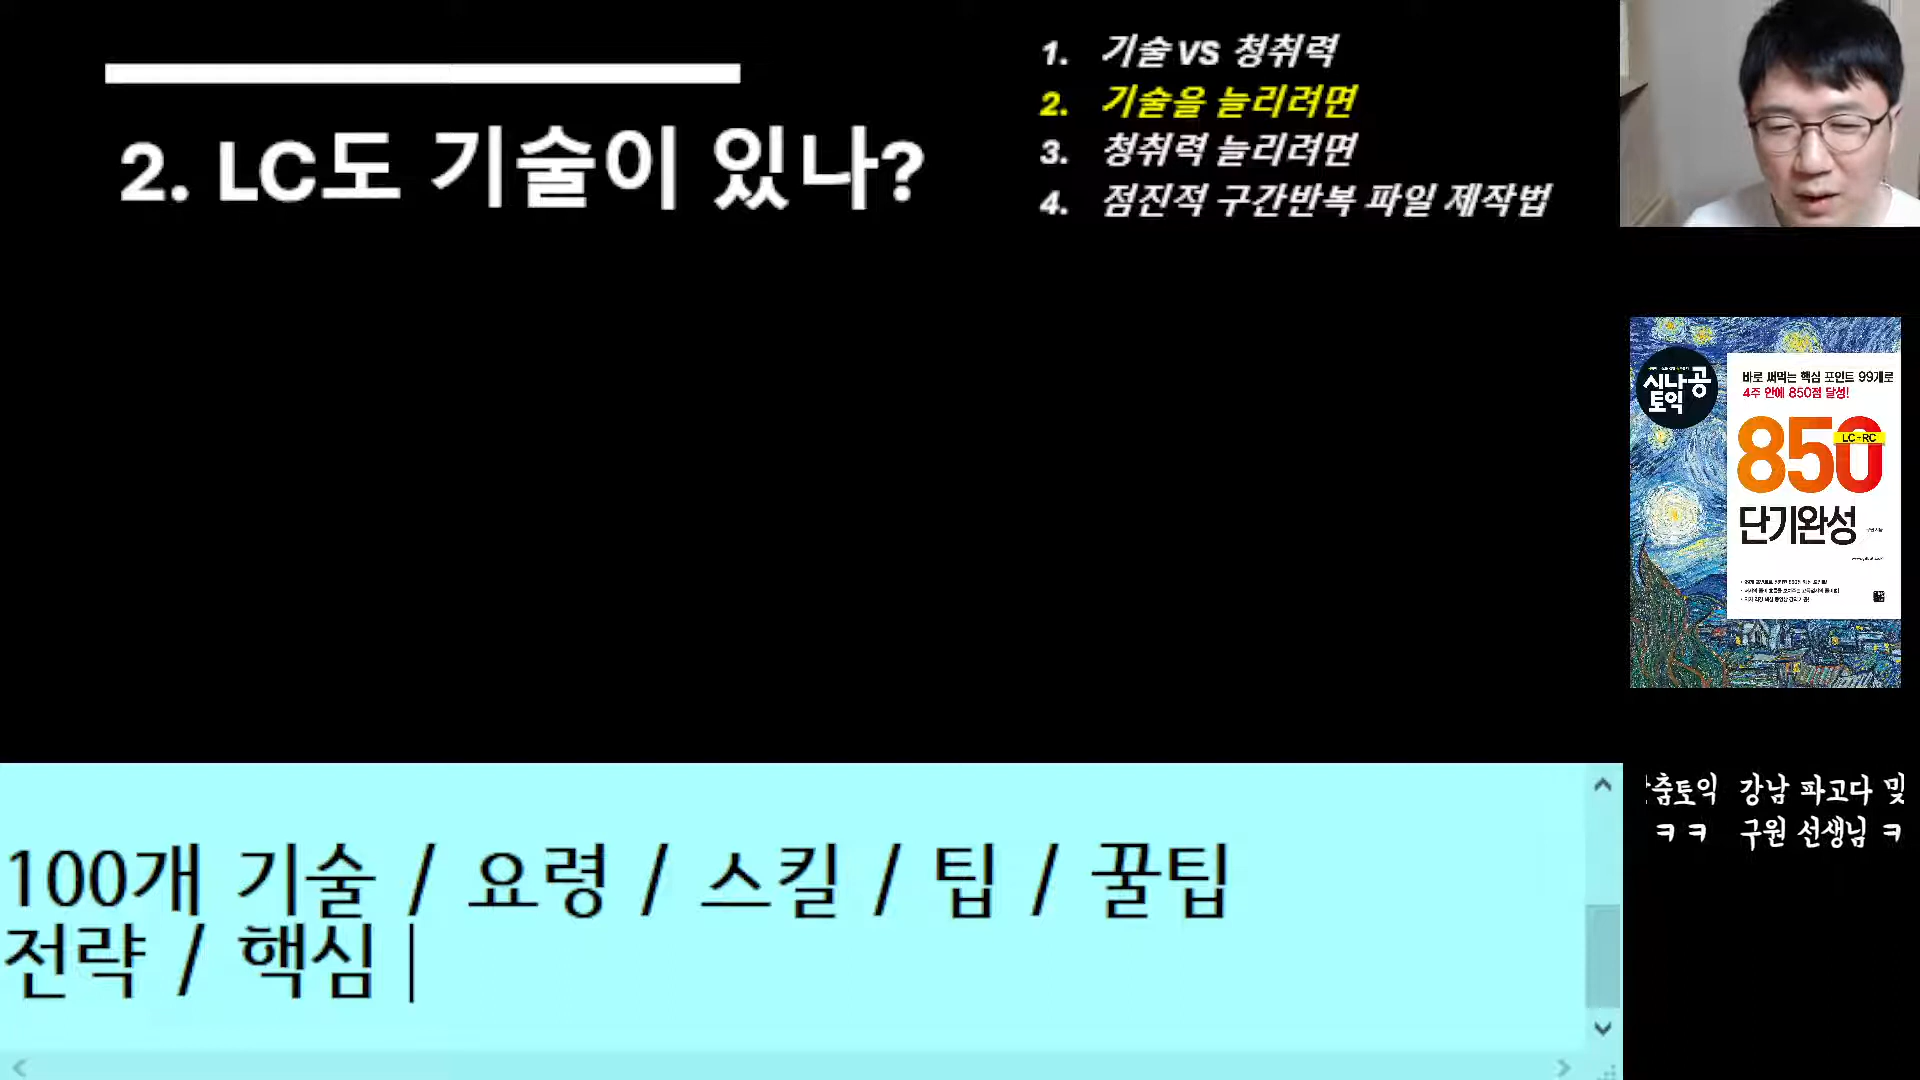 2. LC도 기술이 있나?
1. 기술 VS 청취력
2. 기술을 늘리려면
3. 청취력 늘리려면
4. 점진적 구간반복 파일 제작법
시나공
토익
바로 써먹는 핵심 포인트 99개로
4주 안에 850점 달성!
850
LC+RC
단기완성
춤토익 강남 파고다 맞
ㅋㅋ 구원 선생님 ㅋ
100개 기술 / 요령 / 스킬 / 팁 / 꿀팁
전략 / 핵심